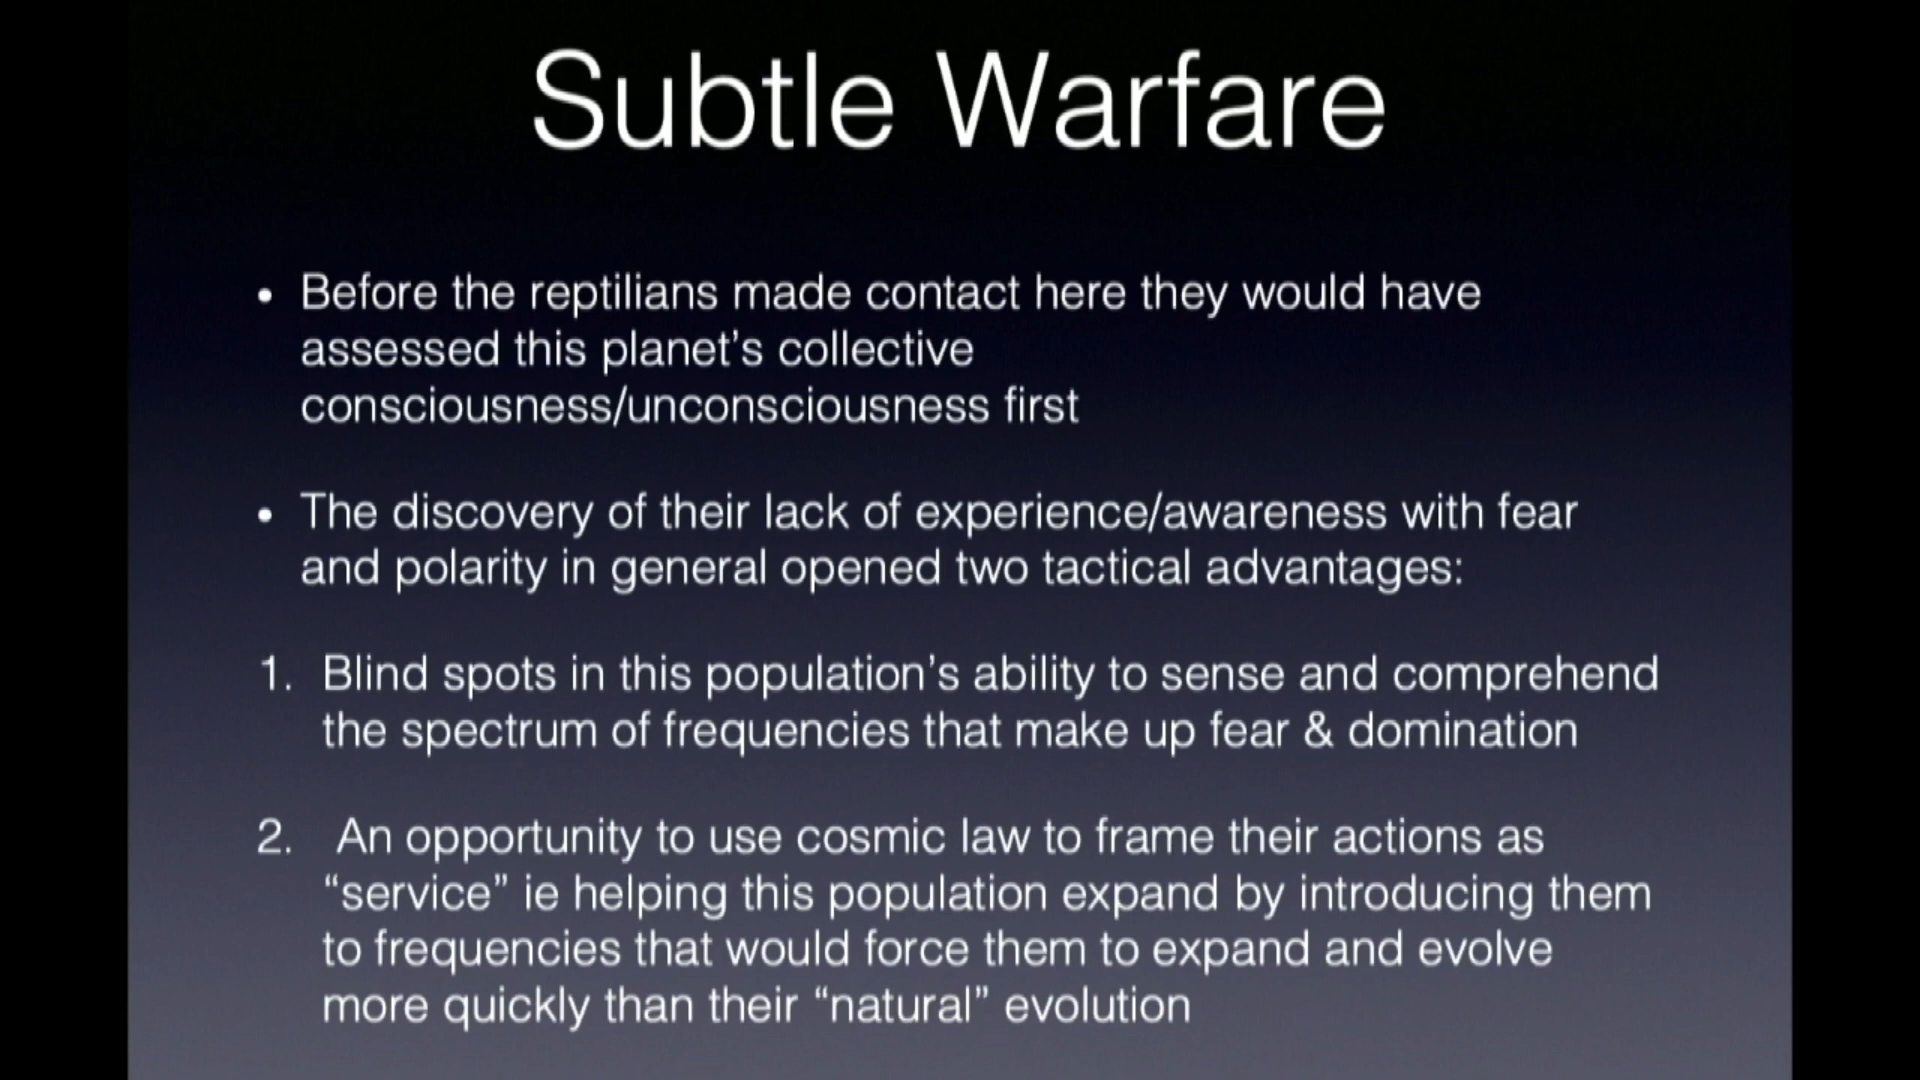 Subtle Warfare
• Before the reptilians made contact here they would have
assessed this planet’s collective
consciousness/unconsciousness first
• The discovery of their lack of experience/awareness with fear
and polarity in general opened two tactical advantages:
1. Blind spots in this population’s ability to sense and comprehend
the spectrum of frequencies that make up fear & domination
2. An opportunity to use cosmic law to frame their actions as
“service” ie helping this population expand by introducing them
to frequencies that would force them to expand and evolve
more quickly than their “natural” evolution